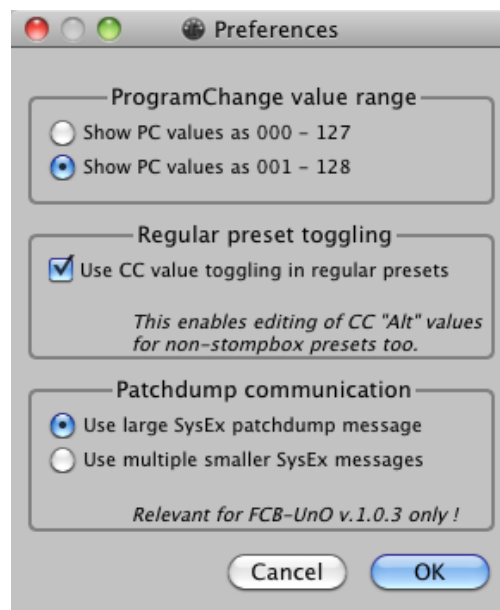 Preferences
ProgramChange value range
Show PC values as 000 – 127
Show PC values as 001 – 128
Regular preset toggling
Use CC value toggling in regular presets
This enables editing of CC "Alt" values
for non-stompbox presets too.
Patchdump communication
Use large SysEx patchdump message
Use multiple smaller SysEx messages
Relevant for FCB-UnO v.1.0.3 only !
Cancel
OK